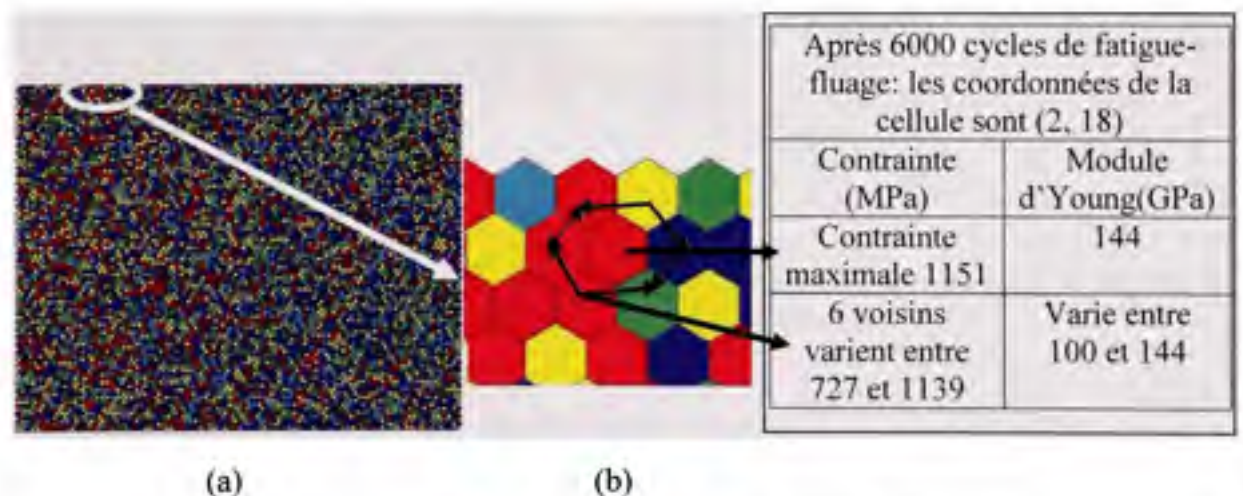 Après 6000 cycles de fatigue-
fluage: les coordonnées de la
cellule sont (2, 18)
Contrainte
(MPa)
Module
d'Young(GPa)
Contrainte
maximale 1151
144
6 voisins
varient entre
727 et 1139
Varie entre
100 et 144
(a)
(b)